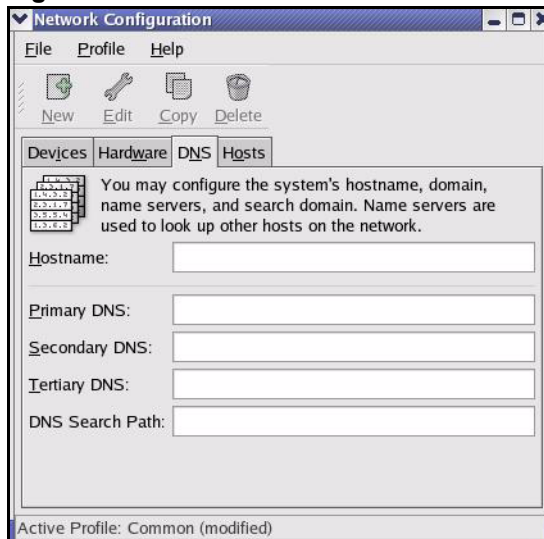 Network Configuration
File Profile Help
New Edit Copy Delete
Devices Hardware DNS Hosts
You may configure the system's hostname, domain,
name servers, and search domain. Name servers are
used to look up other hosts on the network.
Hostname:
Primary DNS:
Secondary DNS:
Tertiary DNS:
DNS Search Path:
Active Profile: Common (modified)